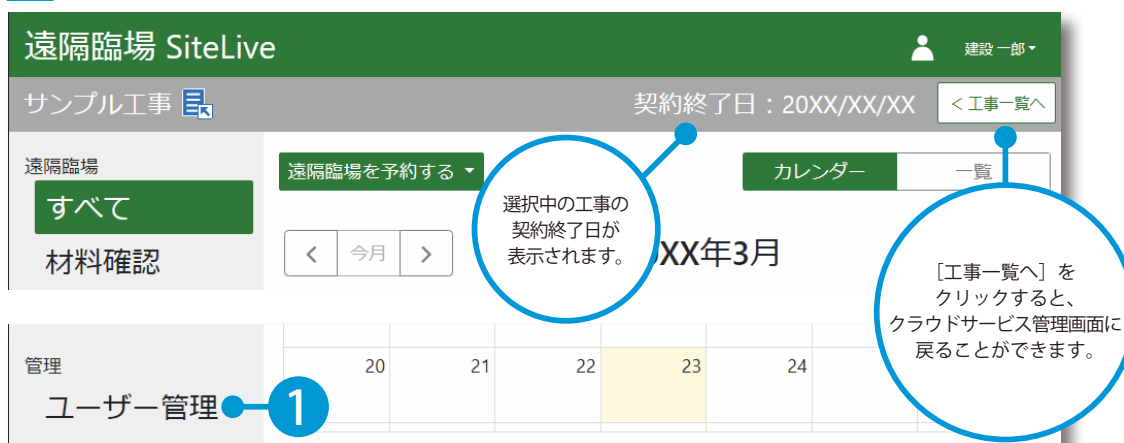 遠隔臨場 SiteLive
建設 一郎
サンプル工事
契約終了日：20XX/XX/XX
< 工事一覧へ
遠隔臨場
すべて
材料確認
遠隔臨場を予約する
カレンダー
一覧
< 今月 >
XX年3月
選択中の工事の
契約終了日が
表示されます。
［工事一覧へ］を
クリックすると、
クラウドサービス管理画面に
戻ることができます。
管理
ユーザー管理
1
20 21 22 23 24